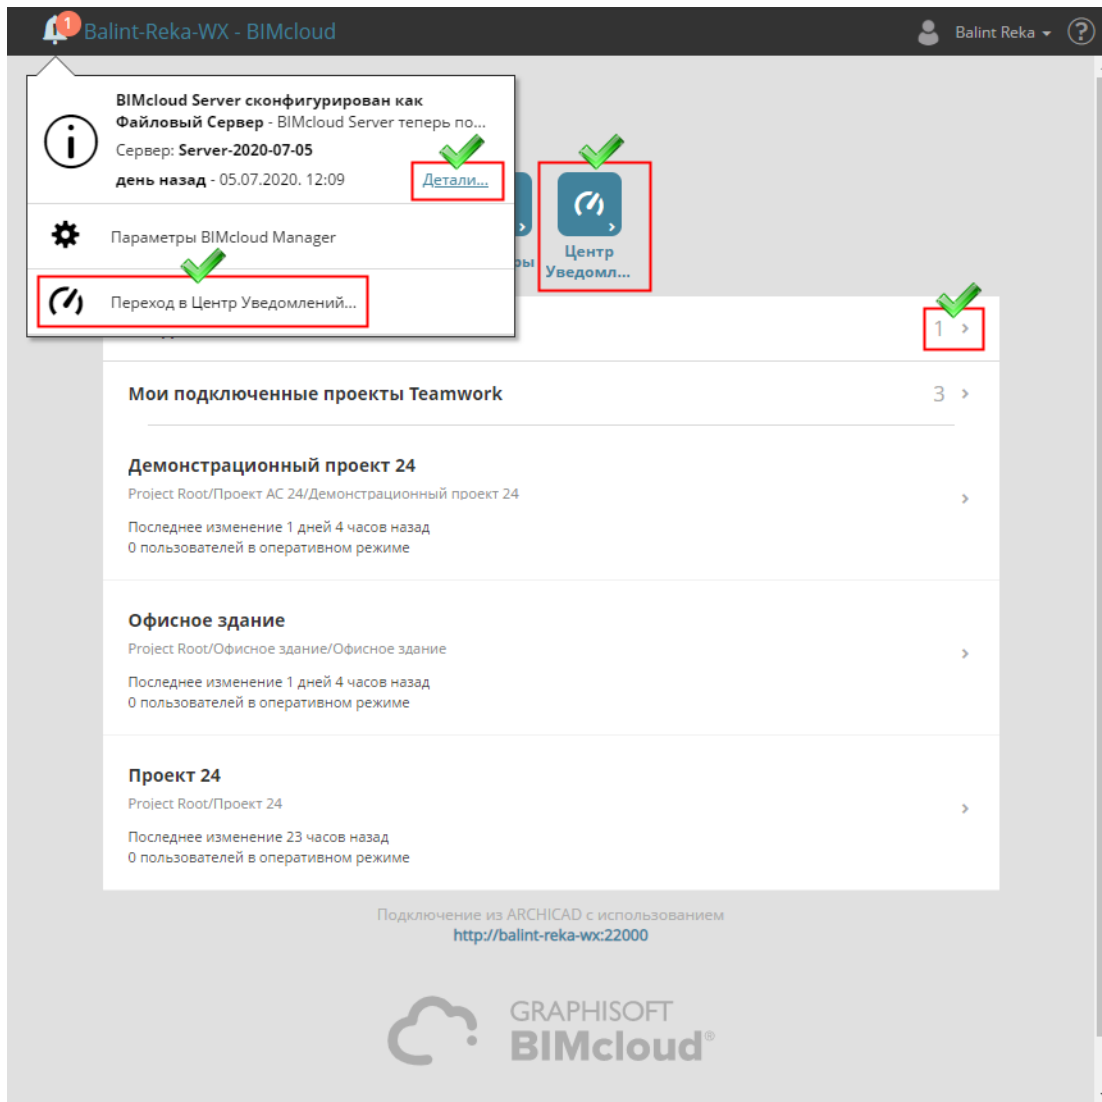 1
Balint-Reka-WX - BIMcloud
Balint Reka
?
BIMcloud Server сконфигурирован как
Файловый Сервер - BIMcloud Server теперь по...
Сервер: Server-2020-07-05
день назад - 05.07.2020. 12:09
Детали...
Параметры BIMcloud Manager
Переход в Центр Уведомлений...
ры
Центр
Уведомл...
1
Мои подключенные проекты Teamwork
3
Демонстрационный проект 24
Project Root/Проект AC 24/Демонстрационный проект 24
Последнее изменение 1 дней 4 часов назад
0 пользователей в оперативном режиме
Офисное здание
Project Root/Офисное здание/Офисное здание
Последнее изменение 1 дней 4 часов назад
0 пользователей в оперативном режиме
Проект 24
Project Root/Проект 24
Последнее изменение 23 часов назад
0 пользователей в оперативном режиме
Подключение из ARCHICAD с использованием
http://balint-reka-wx:22000
GRAPHISOFT
BIMcloud®